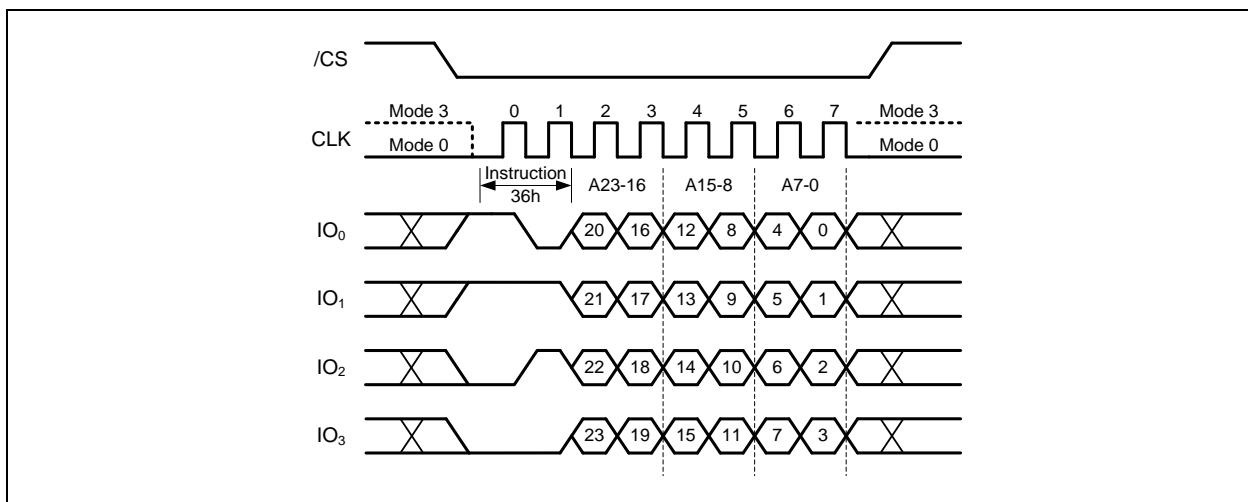 /CS
Mode 3 0 1 2 3 4 5 6 7 Mode 3
CLK
Mode 0 Mode 0
Instruction
36h
A23-16 A15-8 A7-0
IO₀ 20 16 12 8 4 0
IO₁ 21 17 13 9 5 1
IO₂ 22 18 14 10 6 2
IO₃ 23 19 15 11 7 3